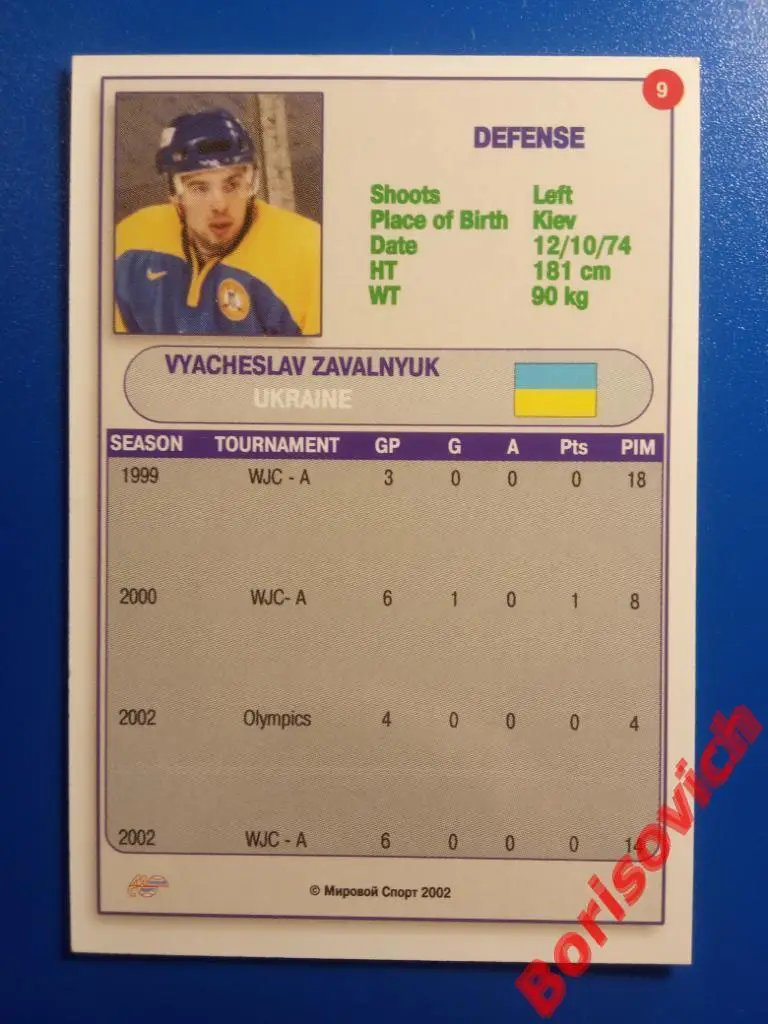 9
DEFENSE
Shoots Left
Place of Birth Kiev
Date 12/10/74
HT 181 cm
WT 90 kg
VYACHESLAV ZAVALNYUK
UKRAINE
SEASON TOURNAMENT GP G A Pts PIM
1999 WJC - A 3 0 0 0 18
2000 WJC- A 6 1 0 1 8
2002 Olympics 4 0 0 0 4
2002 WJC - A 6 0 0 0 14
© Мировой Спорт 2002
Borisovich